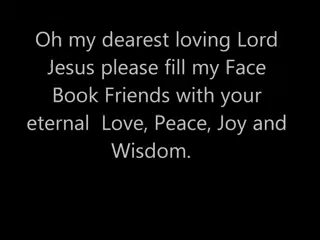 Oh my dearest loving Lord
Jesus please fill my Face
Book Friends with your
eternal  Love, Peace, Joy and
Wisdom.